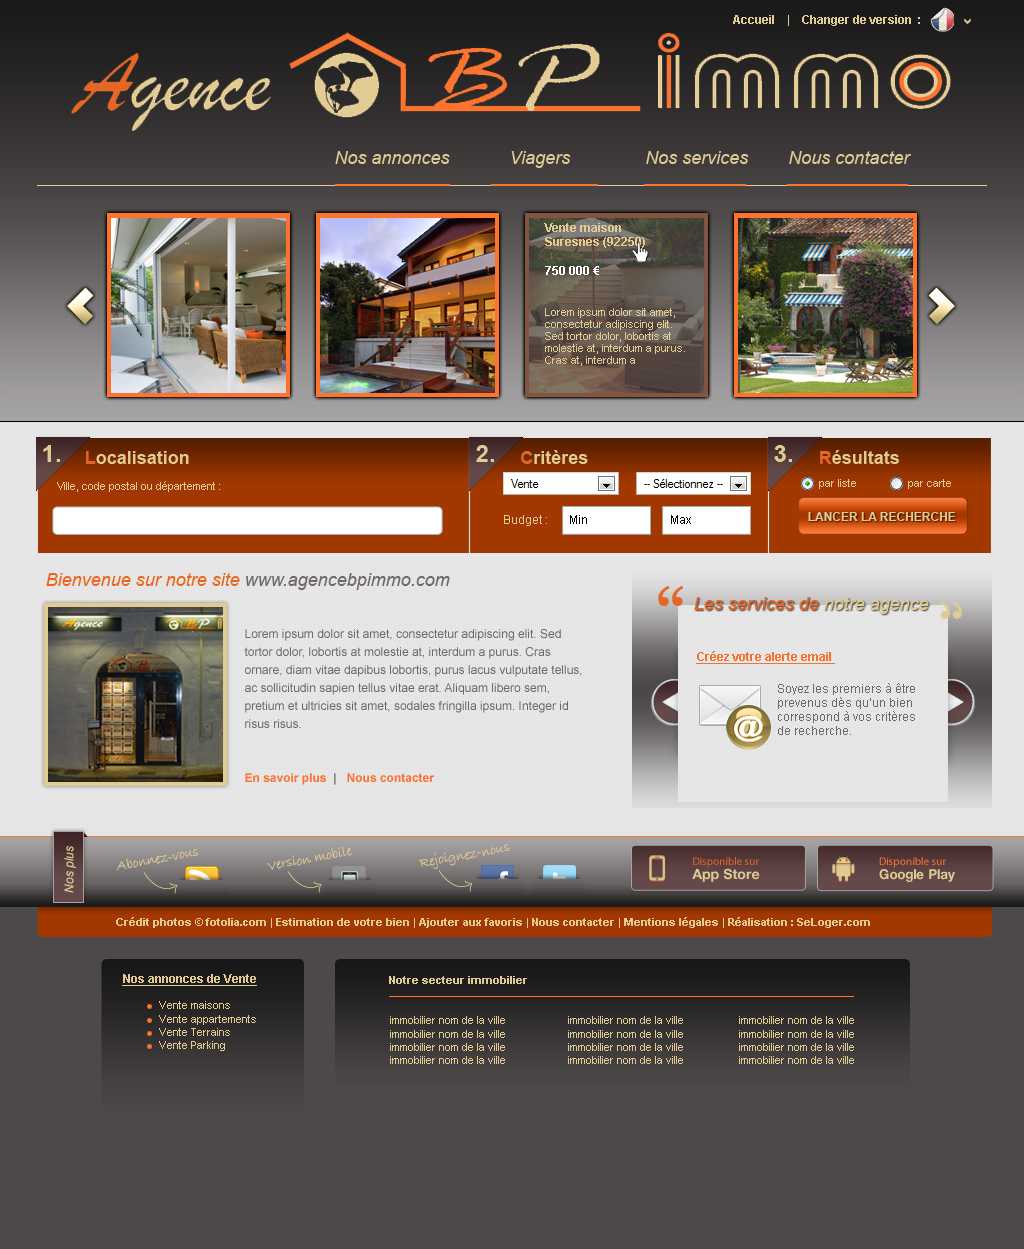 Accueil | Changer de version :
Agence BP immo
Nos annonces Viagers Nos services Nous contacter
Vente maison
Suresnes (92250)
750 000 €
Lorem ipsum dolor sit amet,
consectetur adipiscing elit.
Sed tortor dolor, lobortis at
molestie at, interdum a purus.
Cras at, interdum a
1. Localisation
Ville, code postal ou département :
2. Critères
Vente -- Sélectionnez --
Budget : Min Max
3. Résultats
par liste par carte
LANCER LA RECHERCHE
Bienvenue sur notre site www.agencebpimmo.com
Agence BP i
Agence BP
Lorem ipsum dolor sit amet, consectetur adipiscing elit. Sed
tortor dolor, lobortis at molestie at, interdum a purus. Cras
ornare, diam vitae dapibus lobortis, purus lacus vulputate tellus,
ac sollicitudin sapien tellus vitae erat. Aliquam libero sem,
pretium et ultricies sit amet, sodales fringilla ipsum. Integer id
risus risus.
En savoir plus | Nous contacter
“ Les services de notre agence ”
Créez votre alerte email
@
Soyez les premiers à être
prevenus dès qu'un bien
correspond à vos critères
de recherche.
Nos plus
Abonnez-vous
Version mobile
Rejoignez-nous
f
Disponible sur
App Store
Disponible sur
Google Play
Crédit photos © fotolia.com | Estimation de votre bien | Ajouter aux favoris | Nous contacter | Mentions légales | Réalisation : SeLoger.com
Nos annonces de Vente
Vente maisons
Vente appartements
Vente Terrains
Vente Parking
Notre secteur immobilier
immobilier nom de la ville immobilier nom de la ville immobilier nom de la ville
immobilier nom de la ville immobilier nom de la ville immobilier nom de la ville
immobilier nom de la ville immobilier nom de la ville immobilier nom de la ville
immobilier nom de la ville immobilier nom de la ville immobilier nom de la ville